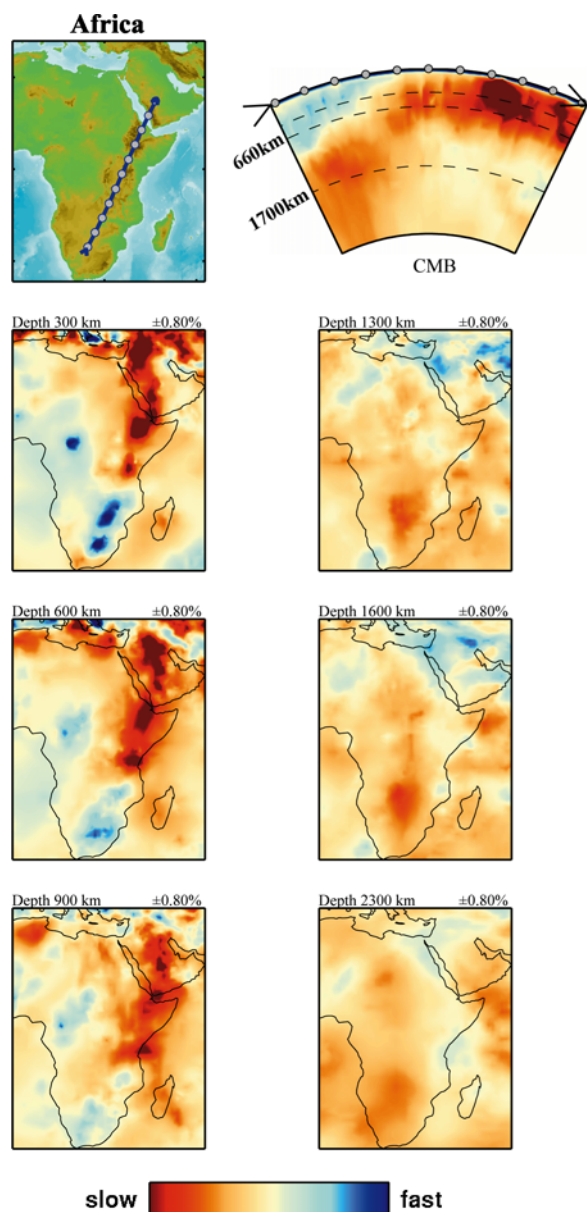 Africa
660km
1700km
CMB
Depth 300 km ±0.80%
Depth 1300 km ±0.80%
Depth 600 km ±0.80%
Depth 1600 km ±0.80%
Depth 900 km ±0.80%
Depth 2300 km ±0.80%
slow fast